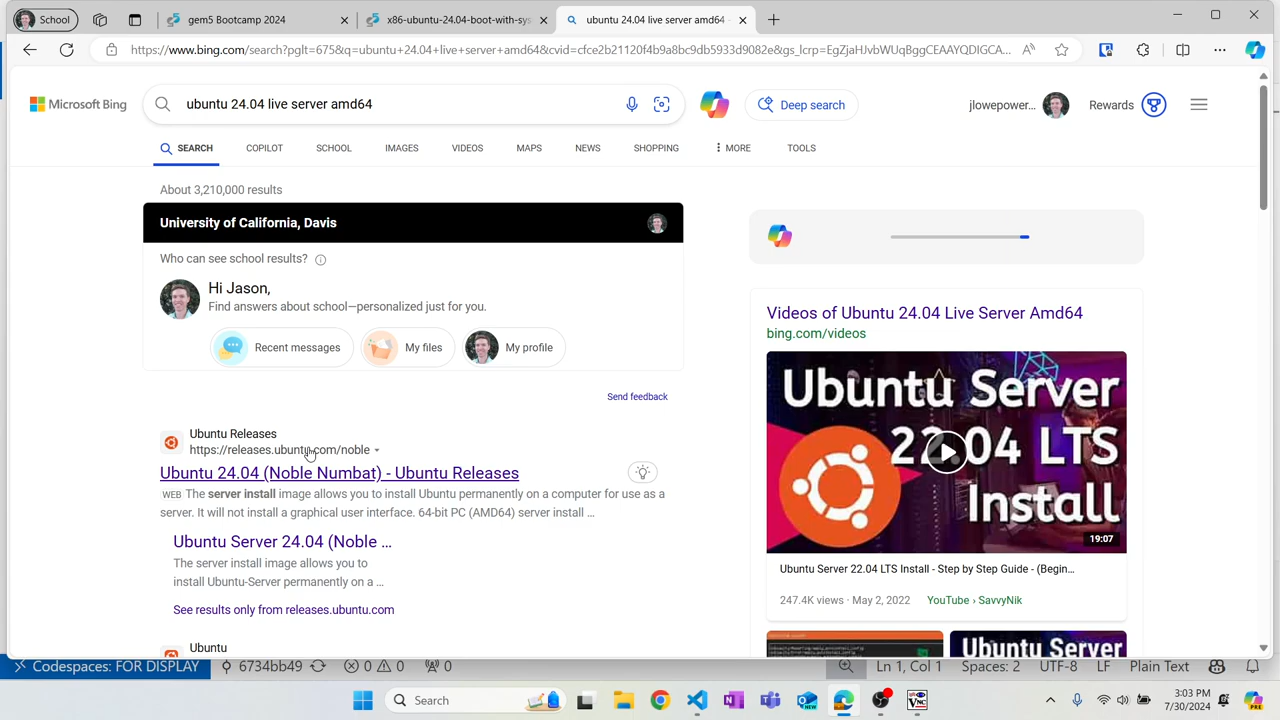 School
gem5 Bootcamp 2024
x86-ubuntu-24.04-boot-with-sys
ubuntu 24.04 live server amd64 -
https://www.bing.com/search?pglt=675&q=ubuntu+24.04+live+server+amd64&cvid=cfce2b21120f4b9a8bc9db5933d9082e&gs_lcrp=EgZjaHJvbWUqBggCEAAYQDIGCA...
Microsoft Bing
ubuntu 24.04 live server amd64
Deep search
jlowepower...
Rewards
SEARCH
COPILOT
SCHOOL
IMAGES
VIDEOS
MAPS
NEWS
SHOPPING
MORE
TOOLS
About 3,210,000 results
University of California, Davis
Who can see school results?
Hi Jason,
Find answers about school—personalized just for you.
Recent messages
My files
My profile
Send feedback
Ubuntu Releases
https://releases.ubuntu.com/noble
Ubuntu 24.04 (Noble Numbat) - Ubuntu Releases
WEB The server install image allows you to install Ubuntu permanently on a computer for use as a
server. It will not install a graphical user interface. 64-bit PC (AMD64) server install ...
Ubuntu Server 24.04 (Noble ...
The server install image allows you to
install Ubuntu-Server permanently on a ...
See results only from releases.ubuntu.com
Ubuntu
Videos of Ubuntu 24.04 Live Server Amd64
bing.com/videos
Ubuntu Server
22.04 LTS
Install
19:07
Ubuntu Server 22.04 LTS Install - Step by Step Guide - (Begin...
247.4K views · May 2, 2022
YouTube › SavvyNik
Ubuntu Server
Codespaces: FOR DISPLAY
6734bb49
0
0
0
Ln 1, Col 1
Spaces: 2
UTF-8
LF
Plain Text
Search
3:03 PM
7/30/2024